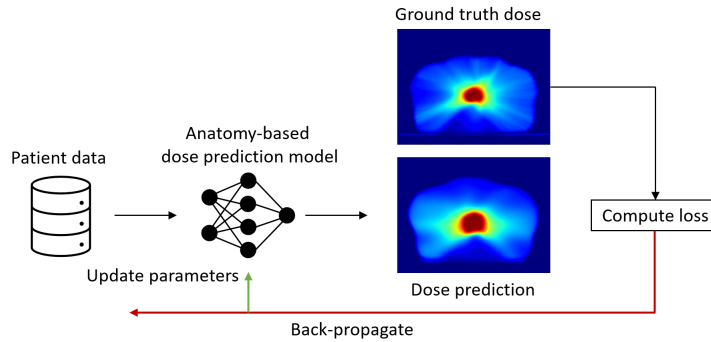 Ground truth dose
Anatomy-based
dose prediction model
Patient data
Compute loss
Update parameters
Dose prediction
Back-propagate